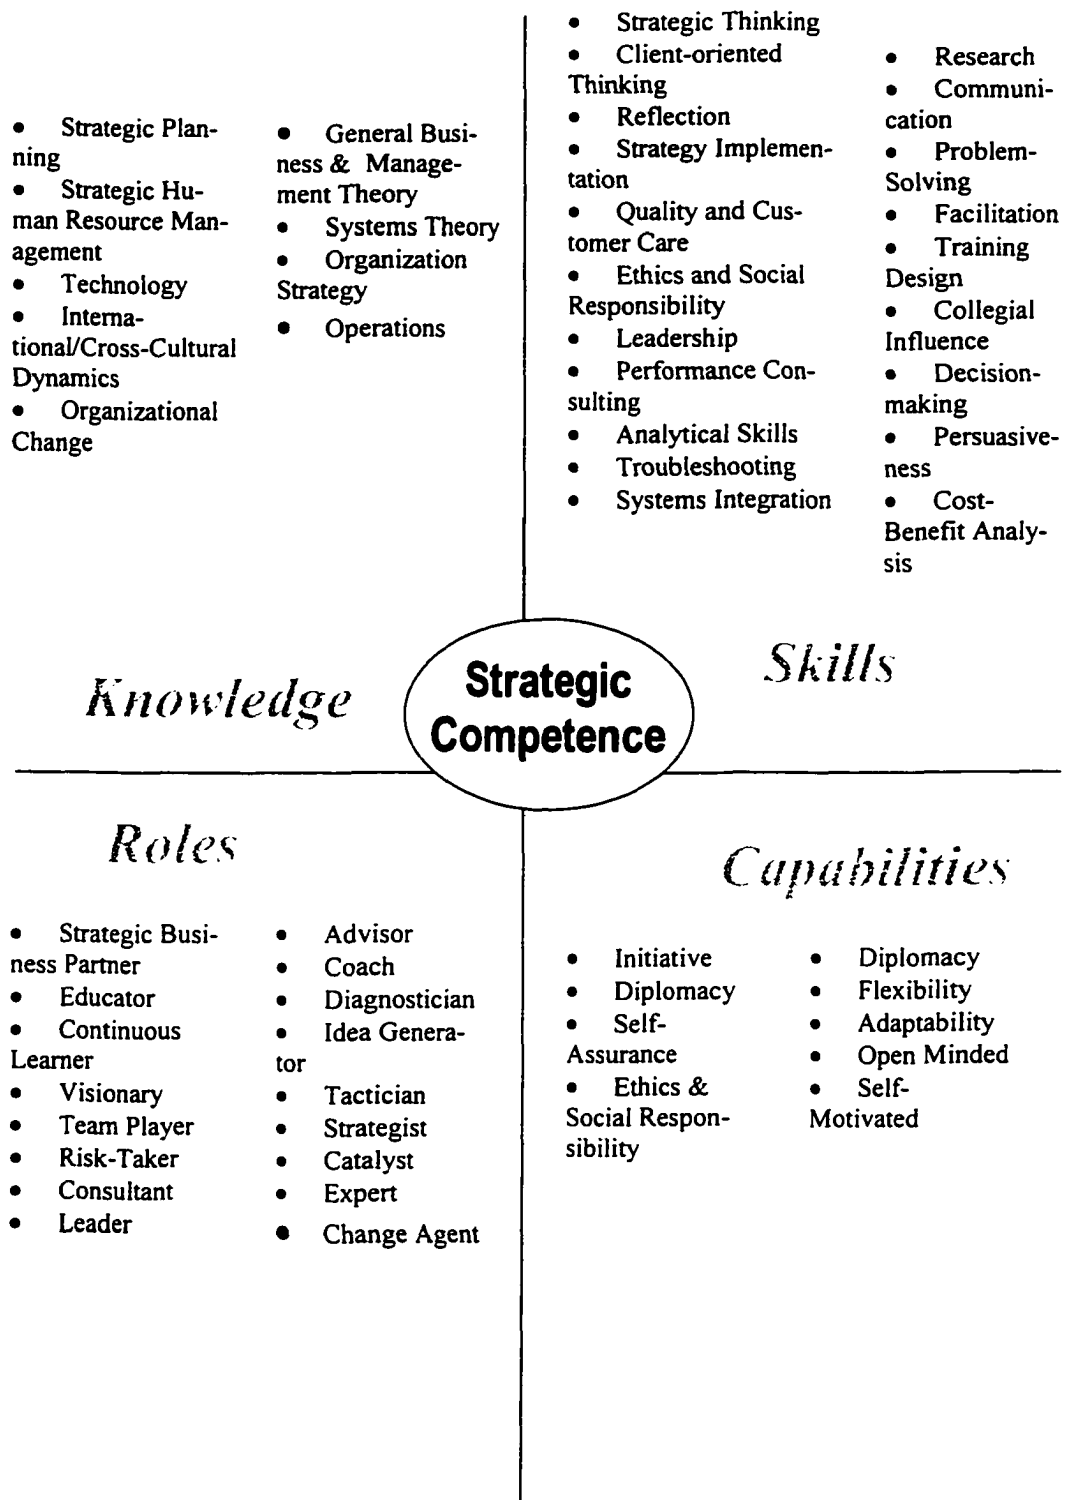 • Strategic Plan-
ning
• Strategic Hu-
man Resource Man-
agement
• Technology
• Interna-
tional/Cross-Cultural
Dynamics
• Organizational
Change
• General Busi-
ness & Manage-
ment Theory
• Systems Theory
• Organization
Strategy
• Operations
• Strategic Thinking
• Client-oriented
Thinking
• Reflection
• Strategy Implemen-
tation
• Quality and Cus-
tomer Care
• Ethics and Social
Responsibility
• Leadership
• Performance Con-
sulting
• Analytical Skills
• Troubleshooting
• Systems Integration
• Research
• Communi-
cation
• Problem-
Solving
• Facilitation
• Training
Design
• Collegial
Influence
• Decision-
making
• Persuasive-
ness
• Cost-
Benefit Analy-
sis
Knowledge
Strategic
Competence
Skills
Roles
• Strategic Busi-
ness Partner
• Educator
• Continuous
Learner
• Visionary
• Team Player
• Risk-Taker
• Consultant
• Leader
• Advisor
• Coach
• Diagnostician
• Idea Genera-
tor
• Tactician
• Strategist
• Catalyst
• Expert
• Change Agent
Capabilities
• Initiative
• Diplomacy
• Self-
Assurance
• Ethics &
Social Respon-
sibility
• Diplomacy
• Flexibility
• Adaptability
• Open Minded
• Self-
Motivated